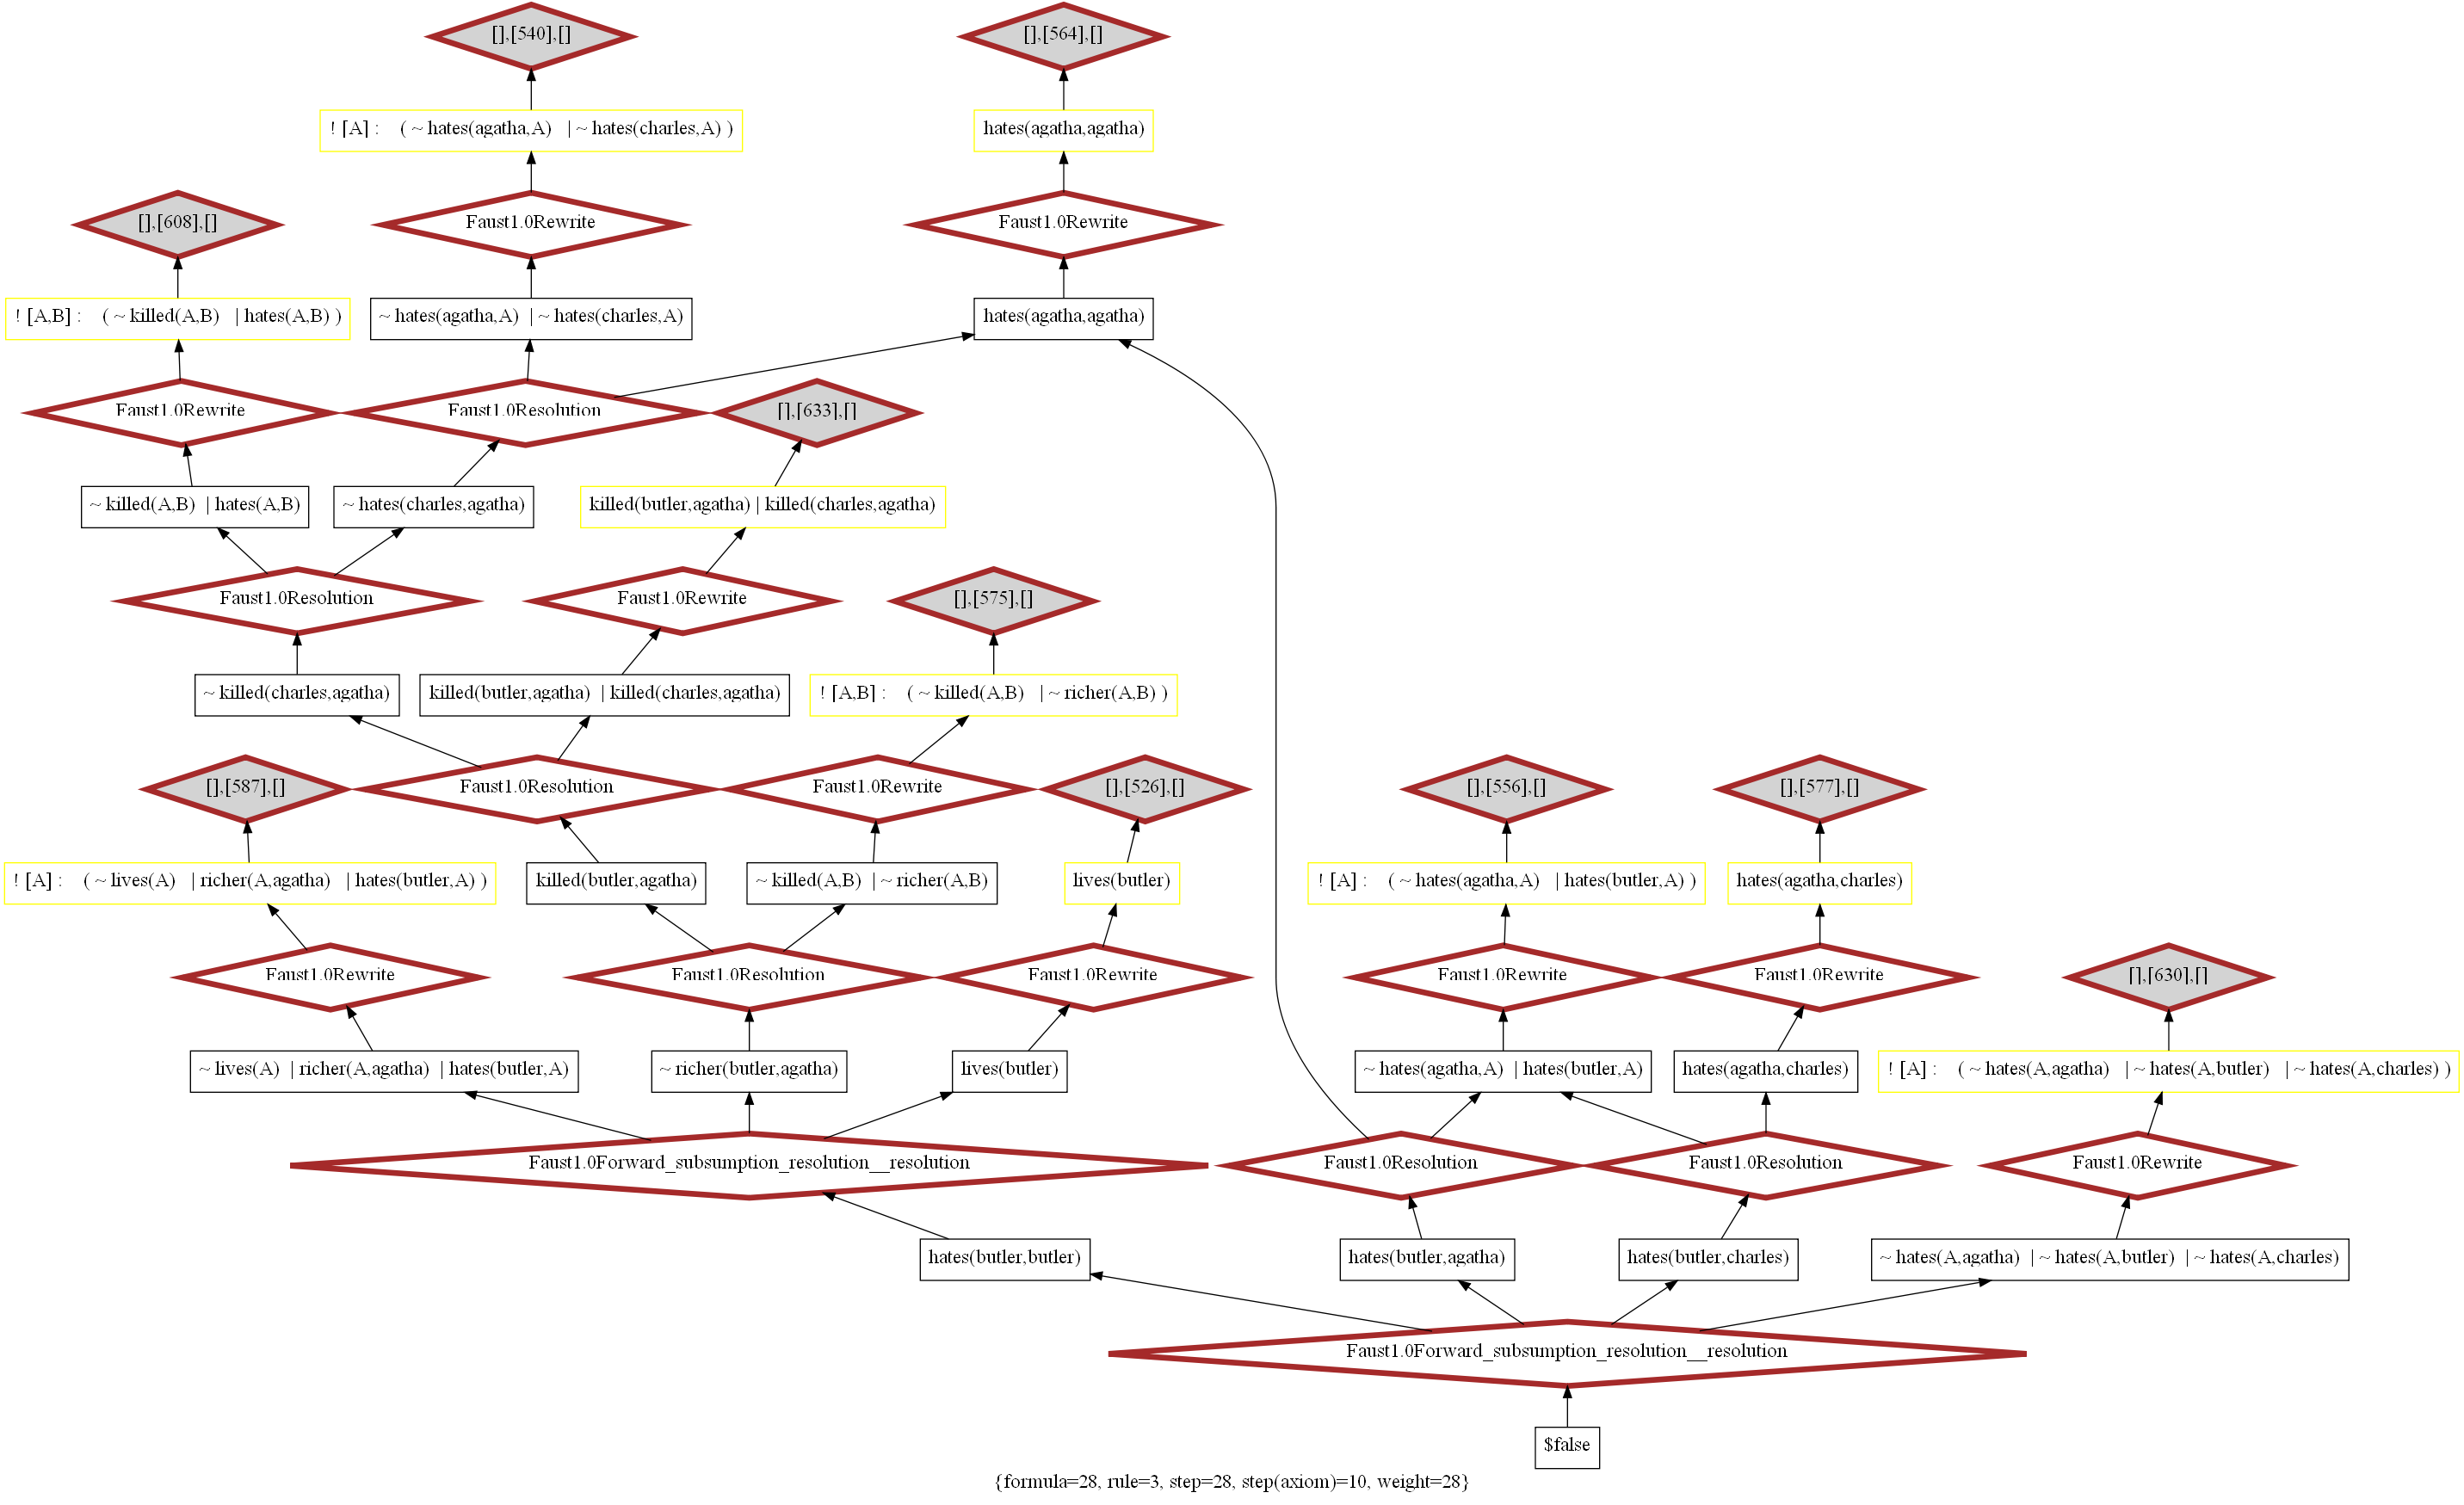 [],[540],[]
[],[564],[]
! [A] : ( ~ hates(agatha,A) | ~ hates(charles,A) )
hates(agatha,agatha)
[],[608],[]
Faust1.0Rewrite
Faust1.0Rewrite
! [A,B] : ( ~ killed(A,B) | hates(A,B) )
~ hates(agatha,A) | ~ hates(charles,A)
hates(agatha,agatha)
Faust1.0Rewrite
Faust1.0Resolution
[],[633],[]
~ killed(A,B) | hates(A,B)
~ hates(charles,agatha)
killed(butler,agatha) | killed(charles,agatha)
Faust1.0Resolution
Faust1.0Rewrite
[],[575],[]
~ killed(charles,agatha)
killed(butler,agatha) | killed(charles,agatha)
! [A,B] : ( ~ killed(A,B) | ~ richer(A,B) )
[],[587],[]
Faust1.0Resolution
Faust1.0Rewrite
[],[526],[]
[],[556],[]
[],[577],[]
! [A] : ( ~ lives(A) | richer(A,agatha) | hates(butler,A) )
killed(butler,agatha)
~ killed(A,B) | ~ richer(A,B)
lives(butler)
! [A] : ( ~ hates(agatha,A) | hates(butler,A) )
hates(agatha,charles)
Faust1.0Rewrite
Faust1.0Resolution
Faust1.0Rewrite
Faust1.0Rewrite
Faust1.0Rewrite
[],[630],[]
~ lives(A) | richer(A,agatha) | hates(butler,A)
~ richer(butler,agatha)
lives(butler)
~ hates(agatha,A) | hates(butler,A)
hates(agatha,charles)
! [A] : ( ~ hates(A,agatha) | ~ hates(A,butler) | ~ hates(A,charles) )
Faust1.0Forward_subsumption_resolution__resolution
Faust1.0Resolution
Faust1.0Resolution
Faust1.0Rewrite
hates(butler,butler)
hates(butler,agatha)
hates(butler,charles)
~ hates(A,agatha) | ~ hates(A,butler) | ~ hates(A,charles)
Faust1.0Forward_subsumption_resolution__resolution
$false
{formula=28, rule=3, step=28, step(axiom)=10, weight=28}